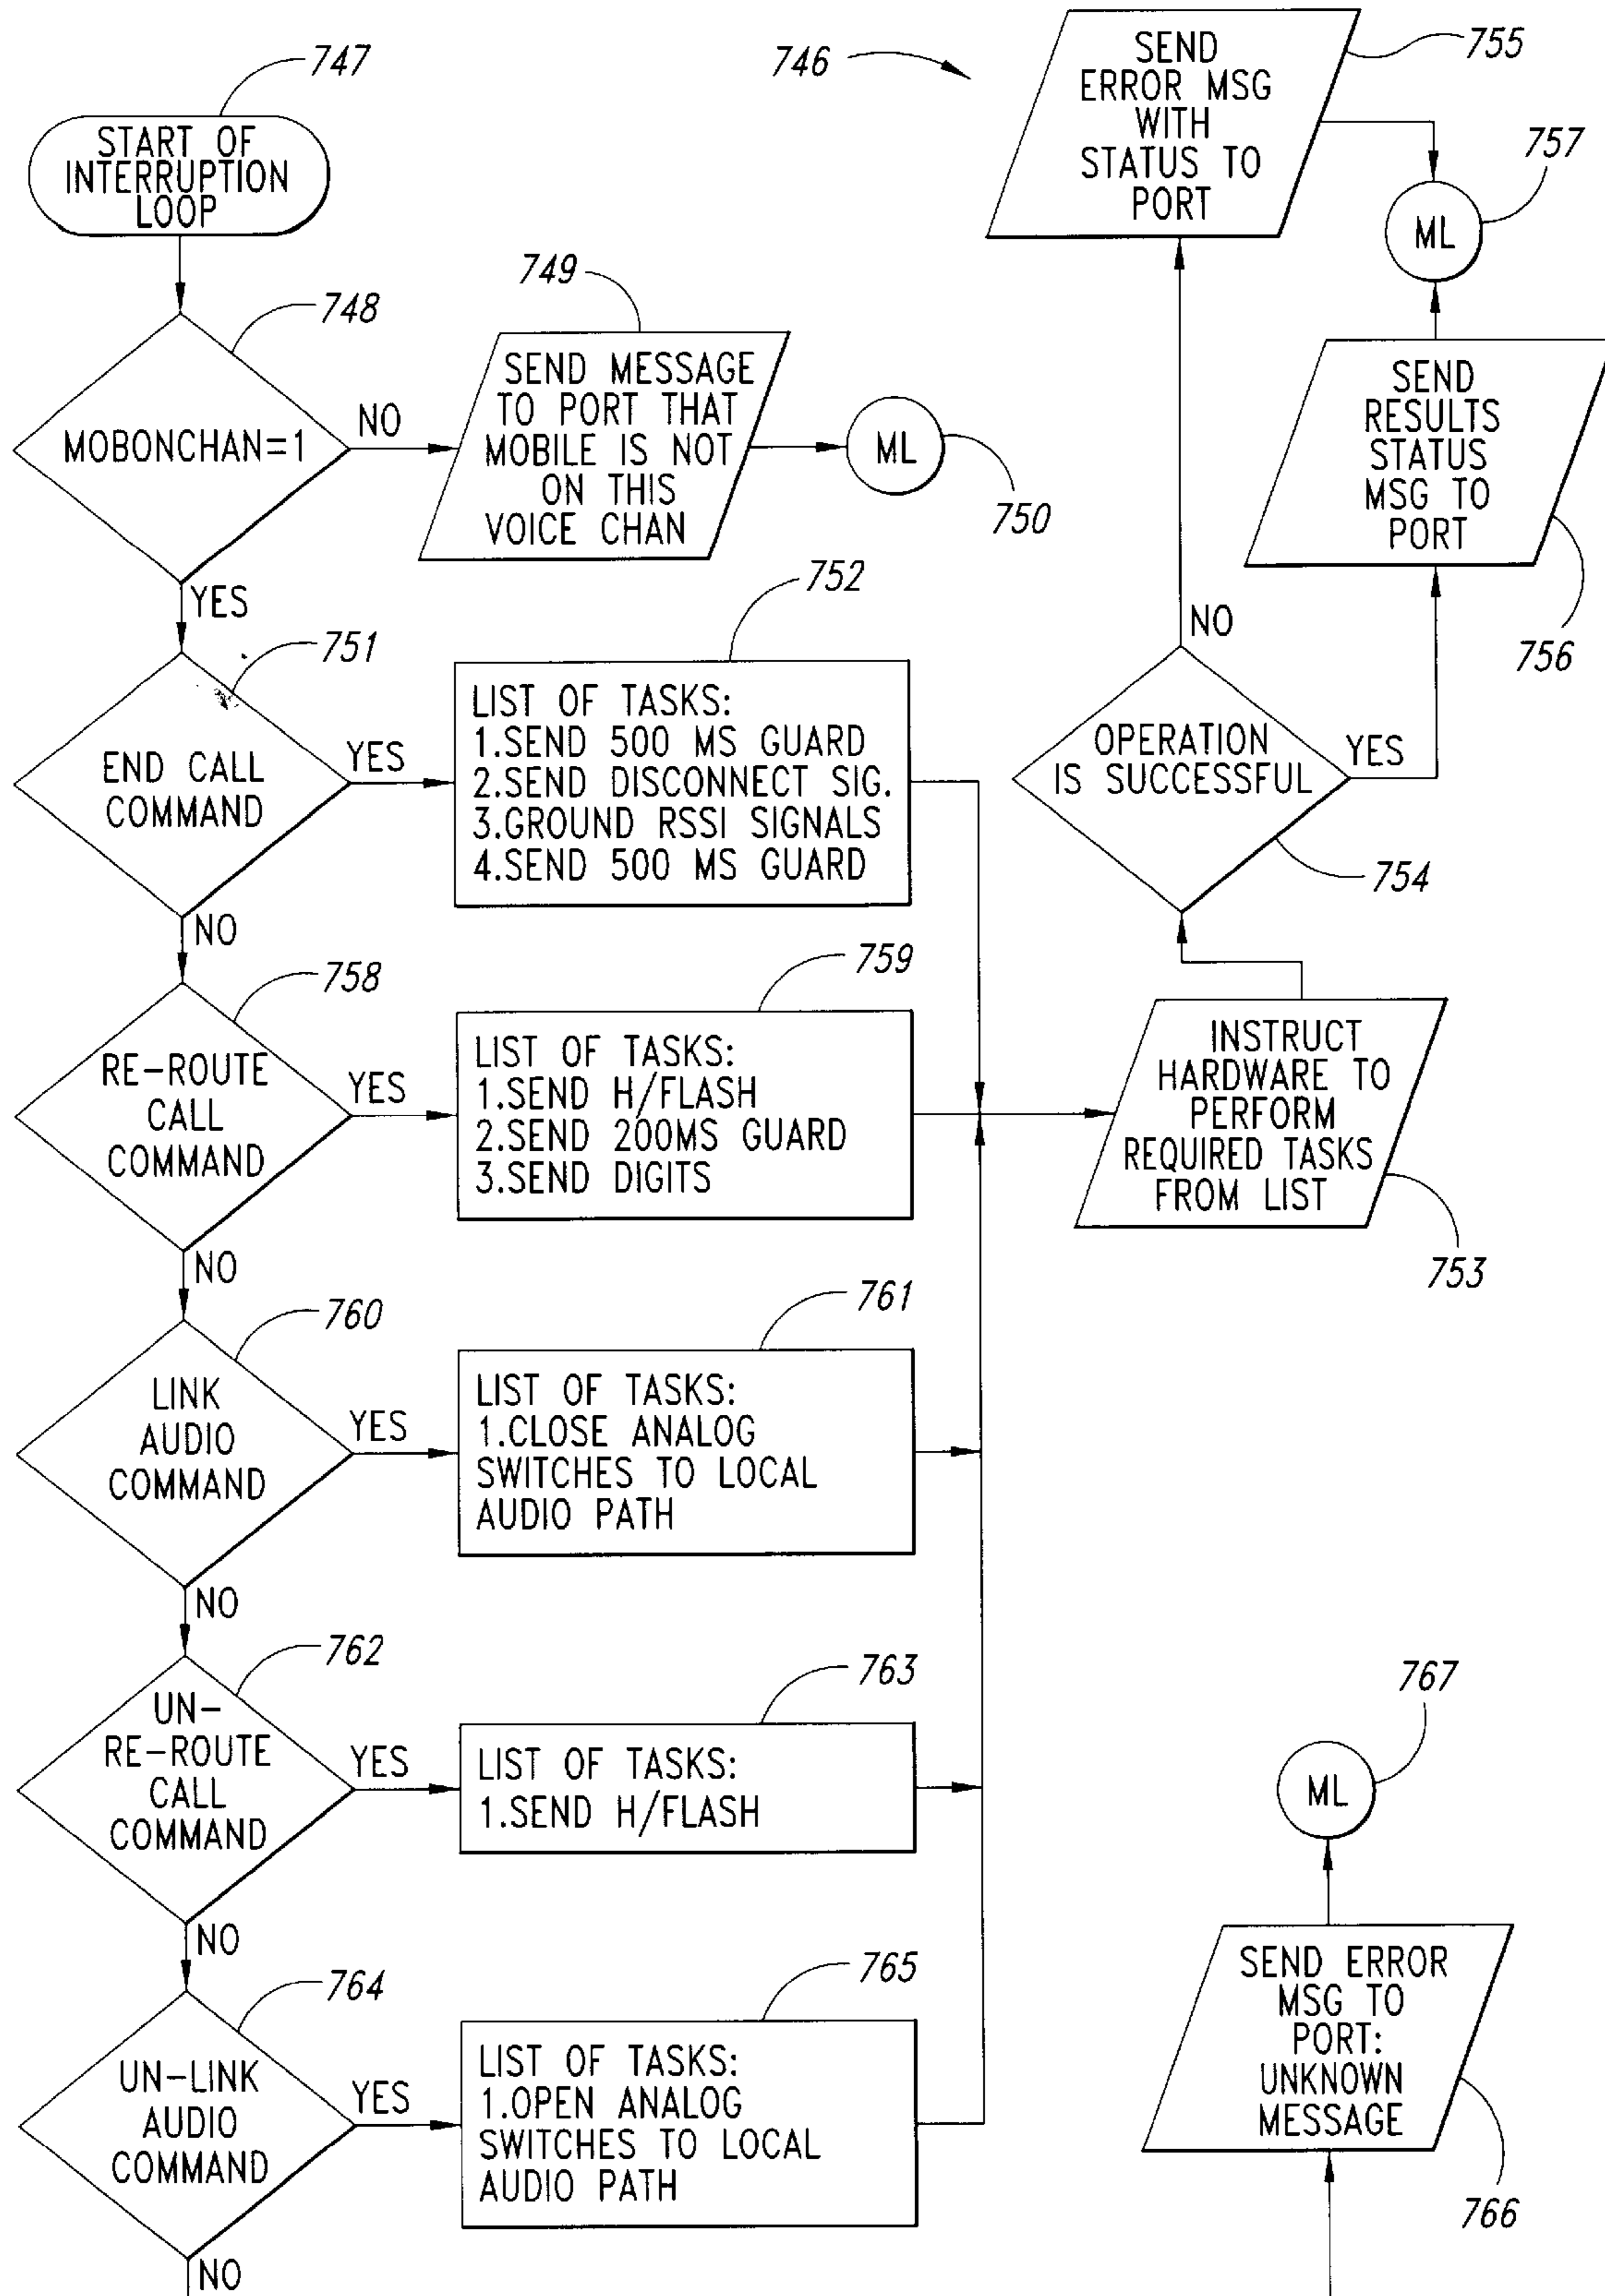 747
START OF
INTERRUPTION
LOOP
748
MOBONCHAN=1
NO
YES
749
SEND MESSAGE
TO PORT THAT
MOBILE IS NOT
ON THIS
VOICE CHAN
ML
750
751
END CALL
COMMAND
YES
NO
752
LIST OF TASKS:
1.SEND 500 MS GUARD
2.SEND DISCONNECT SIG.
3.GROUND RSSI SIGNALS
4.SEND 500 MS GUARD
758
RE-ROUTE
CALL
COMMAND
YES
NO
759
LIST OF TASKS:
1.SEND H/FLASH
2.SEND 200MS GUARD
3.SEND DIGITS
760
LINK
AUDIO
COMMAND
YES
NO
761
LIST OF TASKS:
1.CLOSE ANALOG
SWITCHES TO LOCAL
AUDIO PATH
762
UN-
RE-ROUTE
CALL
COMMAND
YES
NO
763
LIST OF TASKS:
1.SEND H/FLASH
764
UN-LINK
AUDIO
COMMAND
YES
NO
765
LIST OF TASKS:
1.OPEN ANALOG
SWITCHES TO LOCAL
AUDIO PATH
746
SEND
ERROR MSG
WITH
STATUS TO
PORT
755
757
ML
SEND
RESULTS
STATUS
MSG TO
PORT
756
NO
OPERATION
IS SUCCESSFUL
YES
754
INSTRUCT
HARDWARE TO
PERFORM
REQUIRED TASKS
FROM LIST
753
767
ML
SEND ERROR
MSG TO
PORT:
UNKNOWN
MESSAGE
766